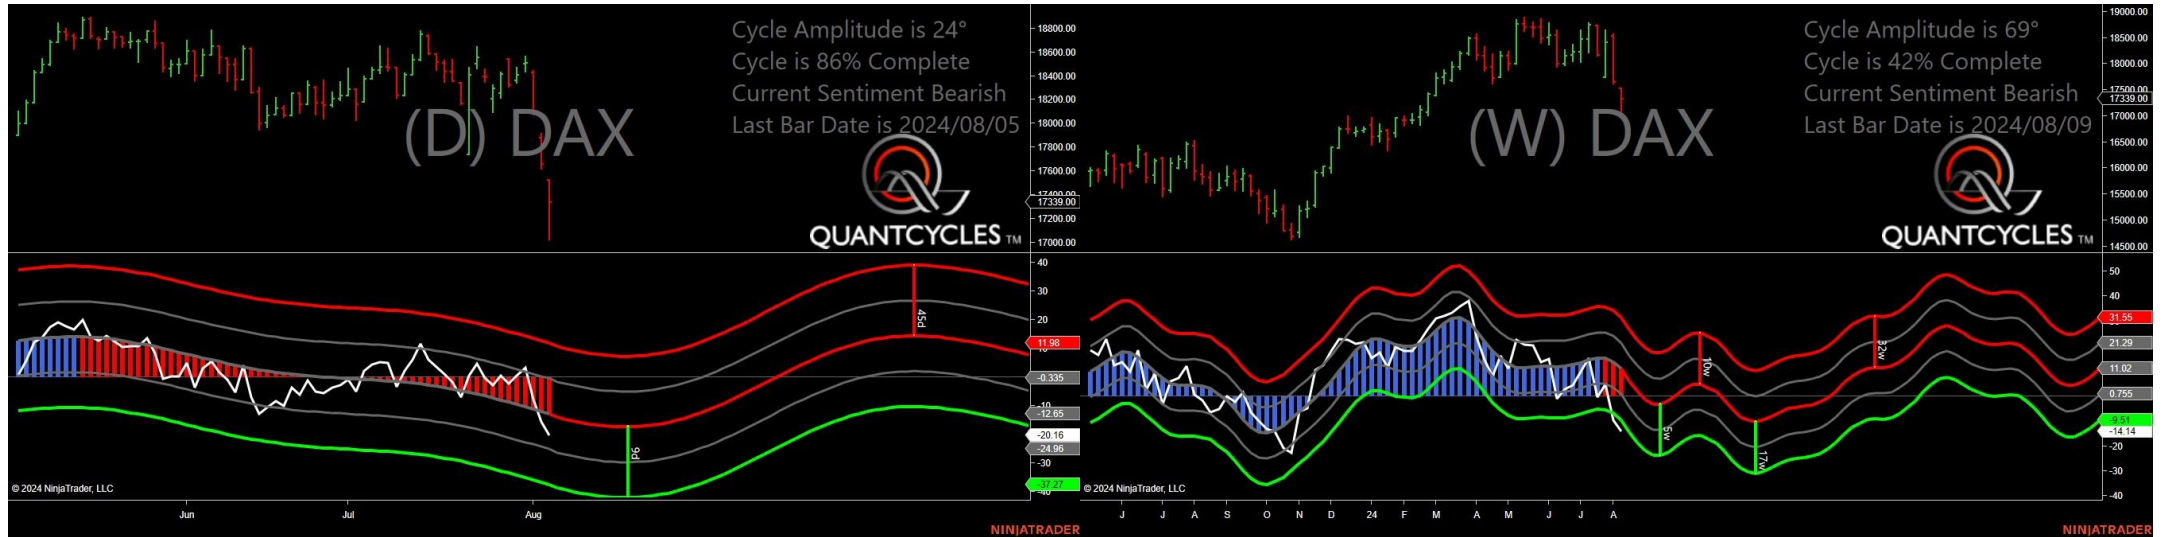 Cycle Amplitude is 24°
Cycle is 86% Complete
Current Sentiment Bearish
Last Bar Date is 2024/08/05
(D) DAX
QUANTCYCLES TM
18800.00
18600.00
18400.00
18200.00
18000.00
17800.00
17600.00
17400.00
17339.00
17200.00
17000.00
40
30
20
11.98
-0.335
-10
-12.65
-20.16
-24.96
-30
-37.27
-40
45d
9d
© 2024 NinjaTrader, LLC
Jun Jul Aug
NINJATRADER
Cycle Amplitude is 69°
Cycle is 42% Complete
Current Sentiment Bearish
Last Bar Date is 2024/08/09
(W) DAX
QUANTCYCLES TM
19000.00
18500.00
18000.00
17500.00
17339.00
17000.00
16500.00
16000.00
15500.00
15000.00
14500.00
50
40
31.55
21.29
11.02
0.755
-9.51
-14.14
-20
-30
-40
10w
32w
5w
17w
© 2024 NinjaTrader, LLC
J J A S O N D 24 F M A M J J A
NINJATRADER